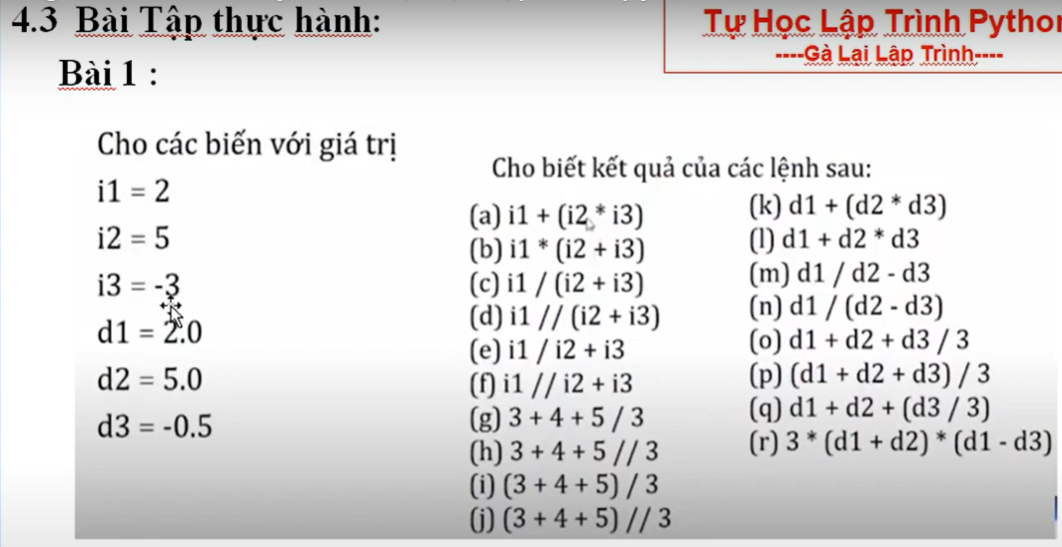 4.3 Bài Tập thực hành:
Tự Học Lập Trình Python
----Gà Lại Lập Trình----
Bài 1 :
Cho các biến với giá trị
i1 = 2
i2 = 5
i3 = -3
d1 = 2.0
d2 = 5.0
d3 = -0.5
Cho biết kết quả của các lệnh sau:
(a) i1 + (i2 * i3)
(b) i1 * (i2 + i3)
(c) i1 / (i2 + i3)
(d) i1 // (i2 + i3)
(e) i1 / i2 + i3
(f) i1 // i2 + i3
(g) 3 + 4 + 5 / 3
(h) 3 + 4 + 5 // 3
(i) (3 + 4 + 5) / 3
(j) (3 + 4 + 5) // 3
(k) d1 + (d2 * d3)
(l) d1 + d2 * d3
(m) d1 / d2 - d3
(n) d1 / (d2 - d3)
(o) d1 + d2 + d3 / 3
(p) (d1 + d2 + d3) / 3
(q) d1 + d2 + (d3 / 3)
(r) 3 * (d1 + d2) * (d1 - d3)